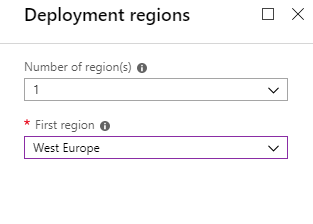 Deployment regions
Number of region(s)
1
* First region
West Europe